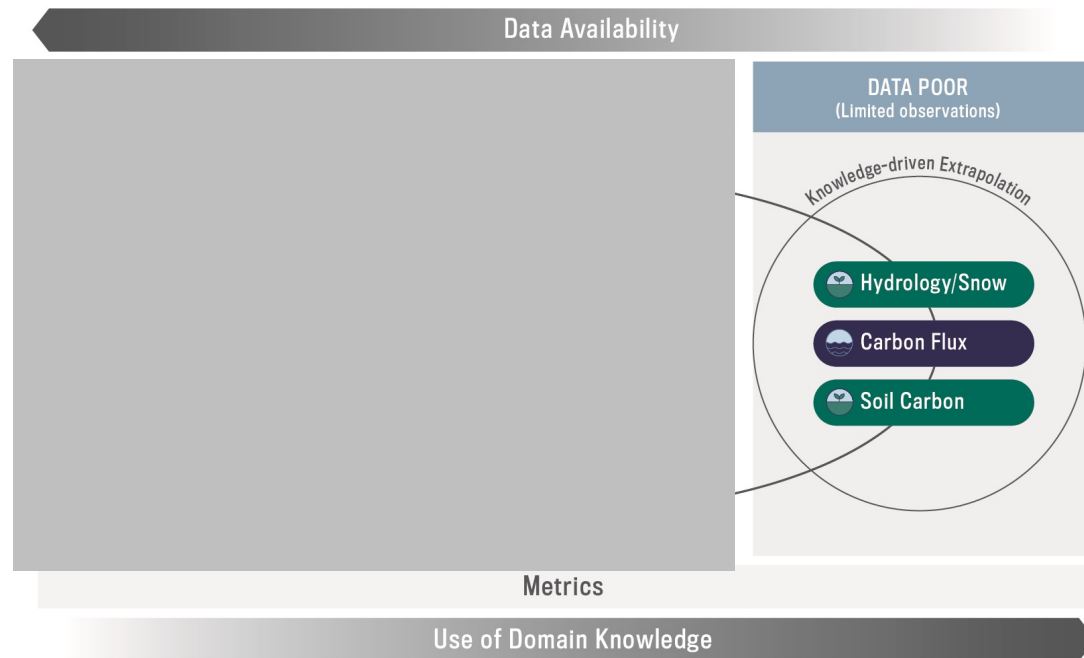 Data Availability
DATA POOR
(Limited observations)
Knowledge-driven Extrapolation
Hydrology/Snow
Carbon Flux
Soil Carbon
Metrics
Use of Domain Knowledge